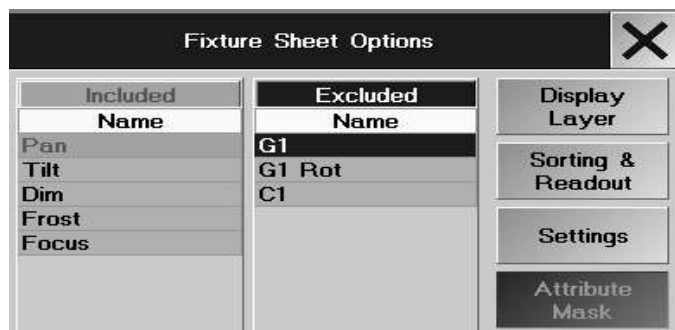 Fixture Sheet Options
Included
Name
Pan
Tilt
Dim
Frost
Focus
Excluded
Name
G1
G1 Rot
C1
Display
Layer
Sorting &
Readout
Settings
Attribute
Mask